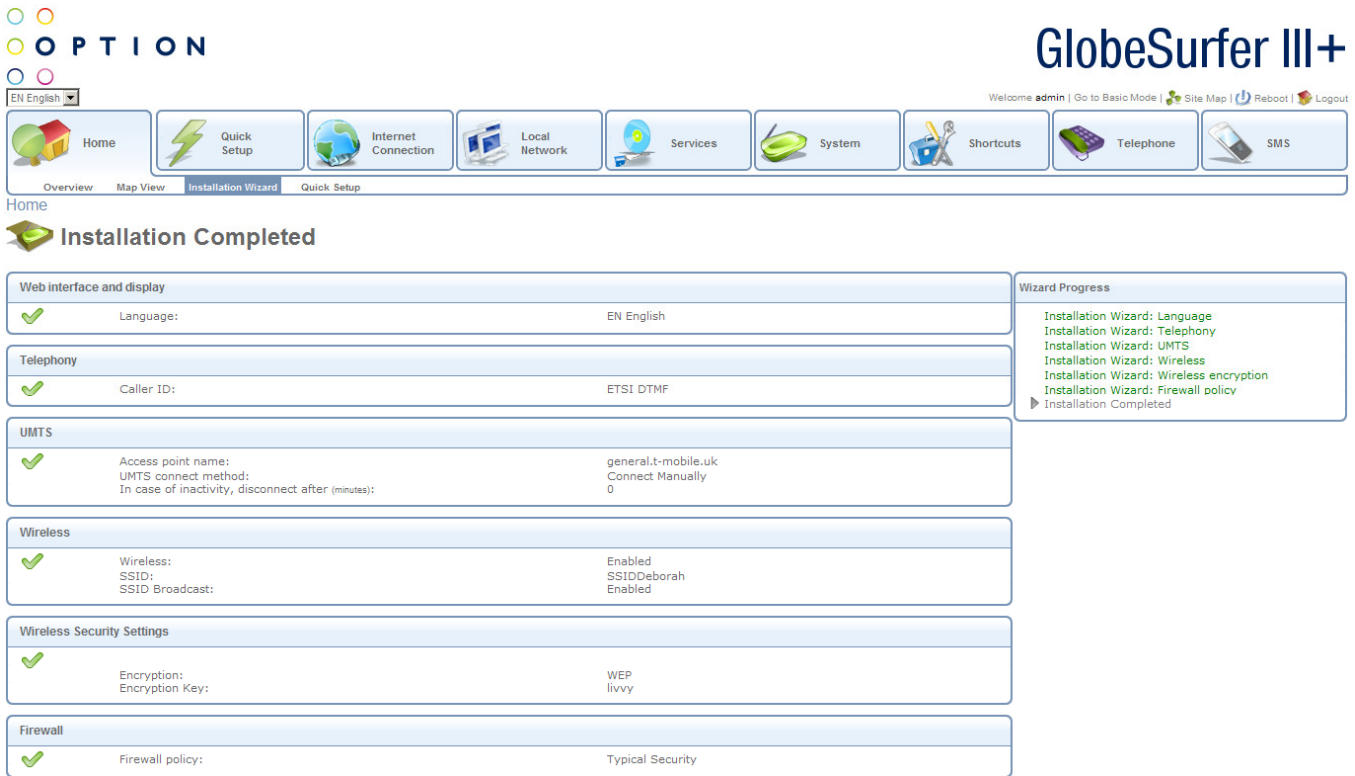 OPTION
GlobeSurfer III+
EN English
Welcome admin | Go to Basic Mode | Site Map | Reboot | Logout
Home
Quick Setup
Internet Connection
Local Network
Services
System
Shortcuts
Telephone
SMS
Overview Map View Installation Wizard Quick Setup
Home
Installation Completed
Web interface and display
Language: EN English
Telephony
Caller ID: ETSI DTMF
UMTS
Access point name: general.t-mobile.uk
UMTS connect method: Connect Manually
In case of inactivity, disconnect after (minutes): 0
Wireless
Wireless: Enabled
SSID: SSIDDeborah
SSID Broadcast: Enabled
Wireless Security Settings
Encryption: WEP
Encryption Key: livvy
Firewall
Firewall policy: Typical Security
Wizard Progress
Installation Wizard: Language
Installation Wizard: Telephony
Installation Wizard: UMTS
Installation Wizard: Wireless
Installation Wizard: Wireless encryption
Installation Wizard: Firewall policy
Installation Completed